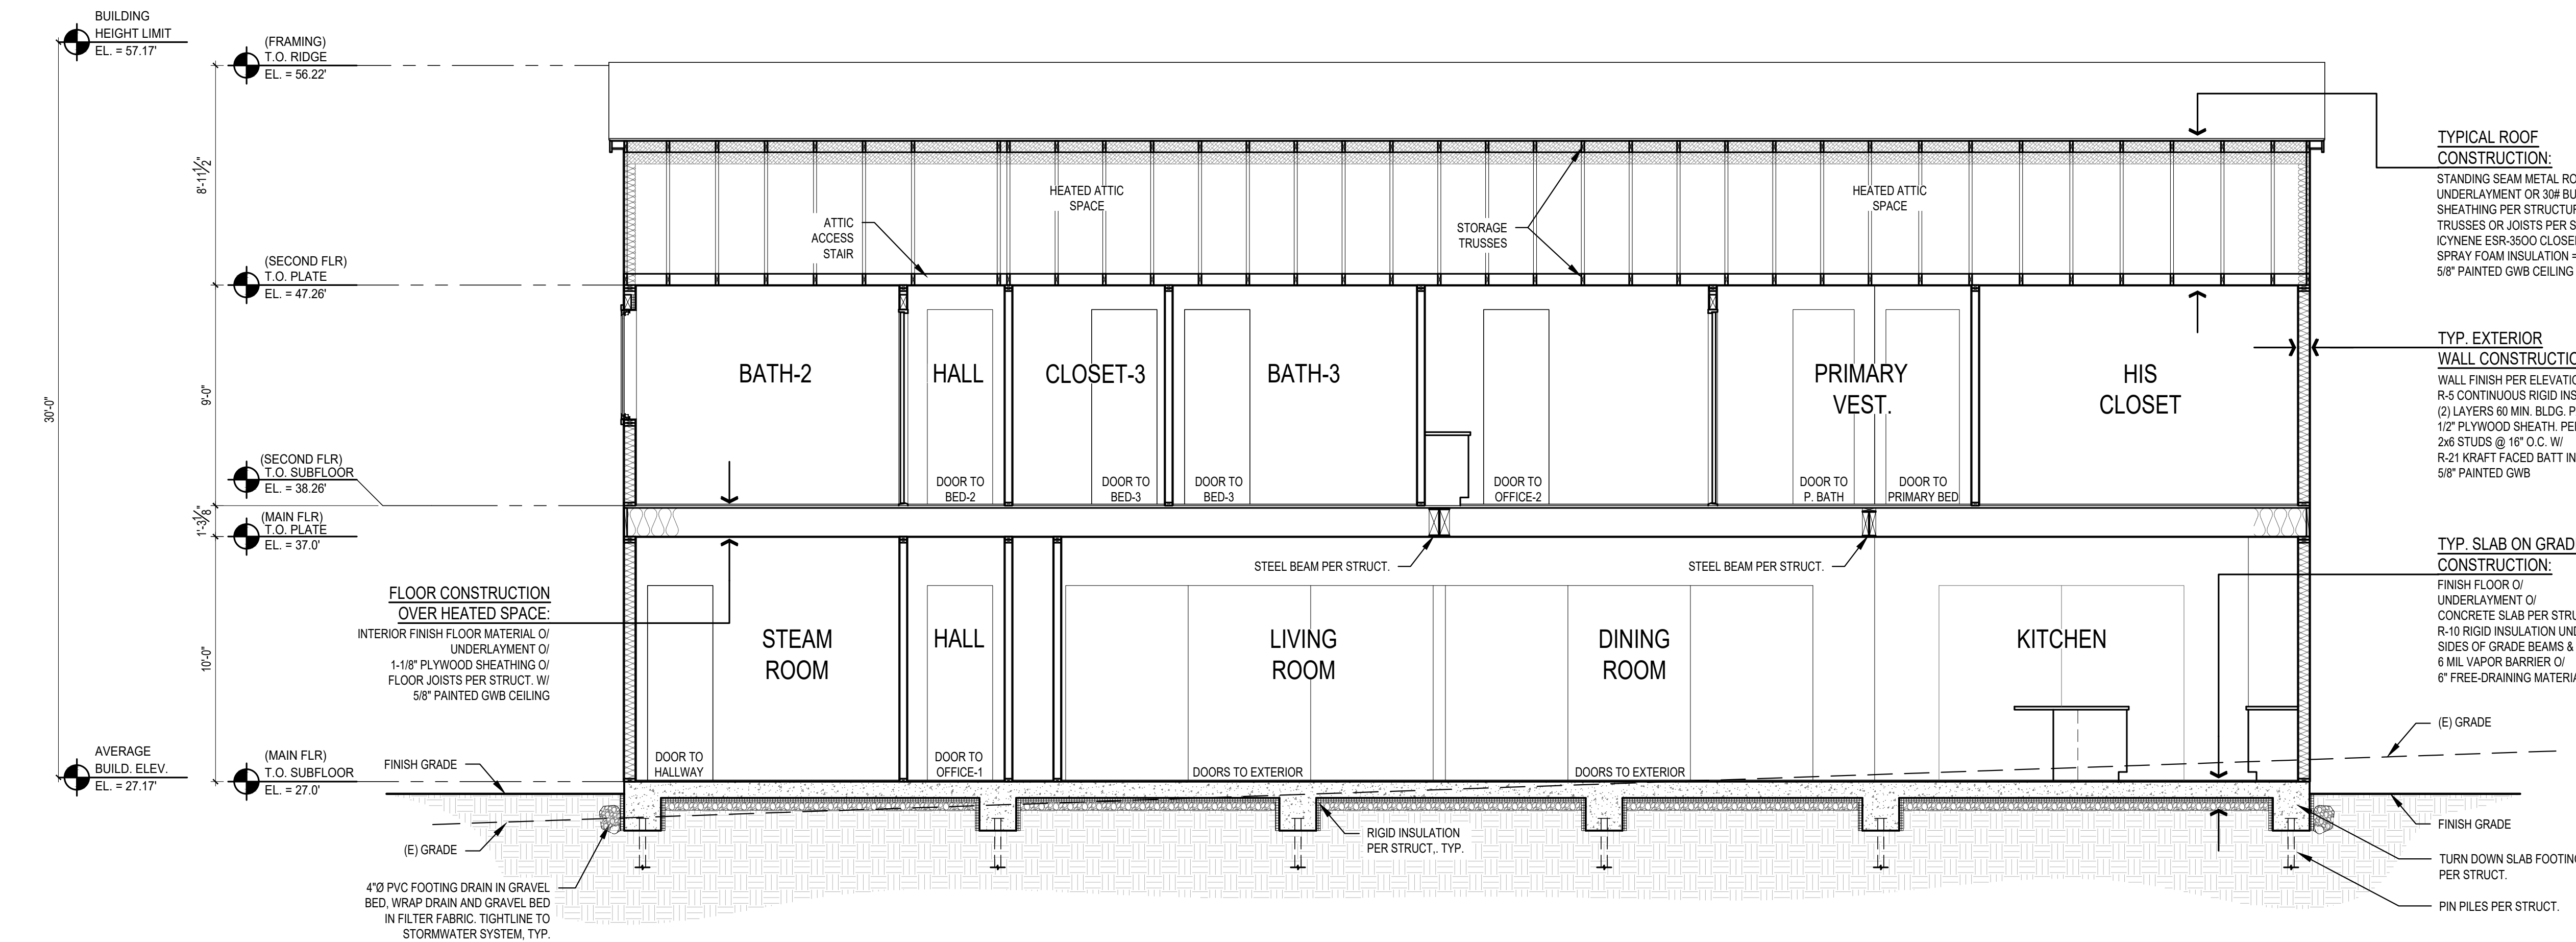 BUILDING
HEIGHT LIMIT
EL. = 57.17'
(FRAMING)
T.O. RIDGE
EL. = 56.22'
8'-11 1/2"
(SECOND FLR)
T.O. PLATE
EL. = 47.26'
9'-0"
30'-0"
(SECOND FLR)
T.O. SUBFLOOR
EL. = 38.26'
1'-3 1/8"
(MAIN FLR)
T.O. PLATE
EL. = 37.0'
10'-0"
AVERAGE
BUILD. ELEV.
EL. = 27.17'
(MAIN FLR)
T.O. SUBFLOOR
EL. = 27.0'
FLOOR CONSTRUCTION
OVER HEATED SPACE:
INTERIOR FINISH FLOOR MATERIAL O/
UNDERLAYMENT O/
1-1/8" PLYWOOD SHEATHING O/
FLOOR JOISTS PER STRUCT. W/
5/8" PAINTED GWB CEILING
FINISH GRADE
(E) GRADE
4"Ø PVC FOOTING DRAIN IN GRAVEL
BED, WRAP DRAIN AND GRAVEL BED
IN FILTER FABRIC. TIGHTLINE TO
STORMWATER SYSTEM, TYP.
ATTIC
ACCESS
STAIR
HEATED ATTIC
SPACE
STORAGE
TRUSSES
HEATED ATTIC
SPACE
BATH-2
HALL
CLOSET-3
BATH-3
PRIMARY
VEST.
HIS
CLOSET
DOOR TO
BED-2
DOOR TO
BED-3
DOOR TO
BED-3
DOOR TO
OFFICE-2
DOOR TO
P. BATH
DOOR TO
PRIMARY BED
STEEL BEAM PER STRUCT.
STEEL BEAM PER STRUCT.
STEAM
ROOM
HALL
LIVING
ROOM
DINING
ROOM
KITCHEN
DOOR TO
HALLWAY
DOOR TO
OFFICE-1
DOORS TO EXTERIOR
DOORS TO EXTERIOR
RIGID INSULATION
PER STRUCT,. TYP.
TYPICAL ROOF
CONSTRUCTION:
STANDING SEAM METAL RO
UNDERLAYMENT OR 30# BU
SHEATHING PER STRUCTUR
TRUSSES OR JOISTS PER S
ICYNENE ESR-35OO CLOSE
SPRAY FOAM INSULATION =
5/8" PAINTED GWB CEILING
TYP. EXTERIOR
WALL CONSTRUCTIO
WALL FINISH PER ELEVATIO
R-5 CONTINUOUS RIGID INS
(2) LAYERS 60 MIN. BLDG. P
1/2" PLYWOOD SHEATH. PE
2x6 STUDS @ 16" O.C. W/
R-21 KRAFT FACED BATT IN
5/8" PAINTED GWB
TYP. SLAB ON GRAD
CONSTRUCTION:
FINISH FLOOR O/
UNDERLAYMENT O/
CONCRETE SLAB PER STRU
R-10 RIGID INSULATION UN
SIDES OF GRADE BEAMS &
6 MIL VAPOR BARRIER O/
6" FREE-DRAINING MATERIA
(E) GRADE
FINISH GRADE
TURN DOWN SLAB FOOTING
PER STRUCT.
PIN PILES PER STRUCT.